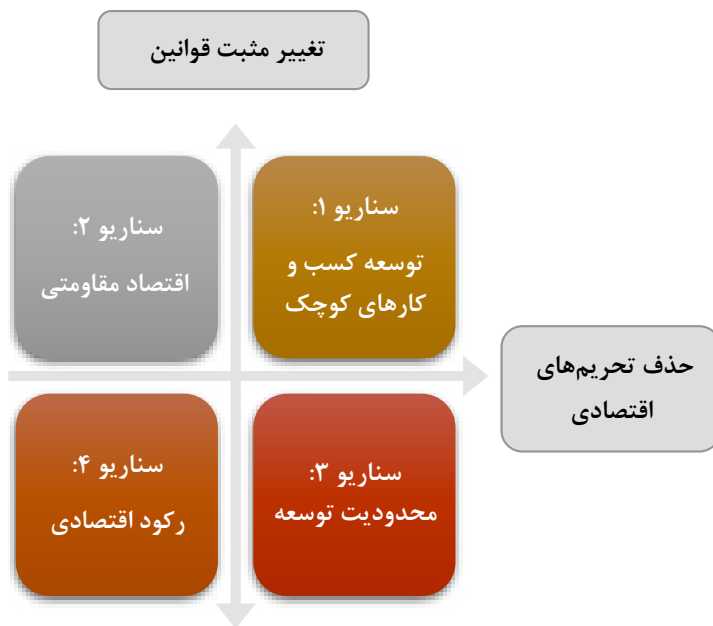 تغییر مثبت قوانین
سناریو ۱:
توسعه کسب و
کارهای کوچک
سناریو ۲:
اقتصاد مقاومتی
حذف تحریم‌های
اقتصادی
سناریو ۳:
محدودیت توسعه
سناریو ۴:
رکود اقتصادی